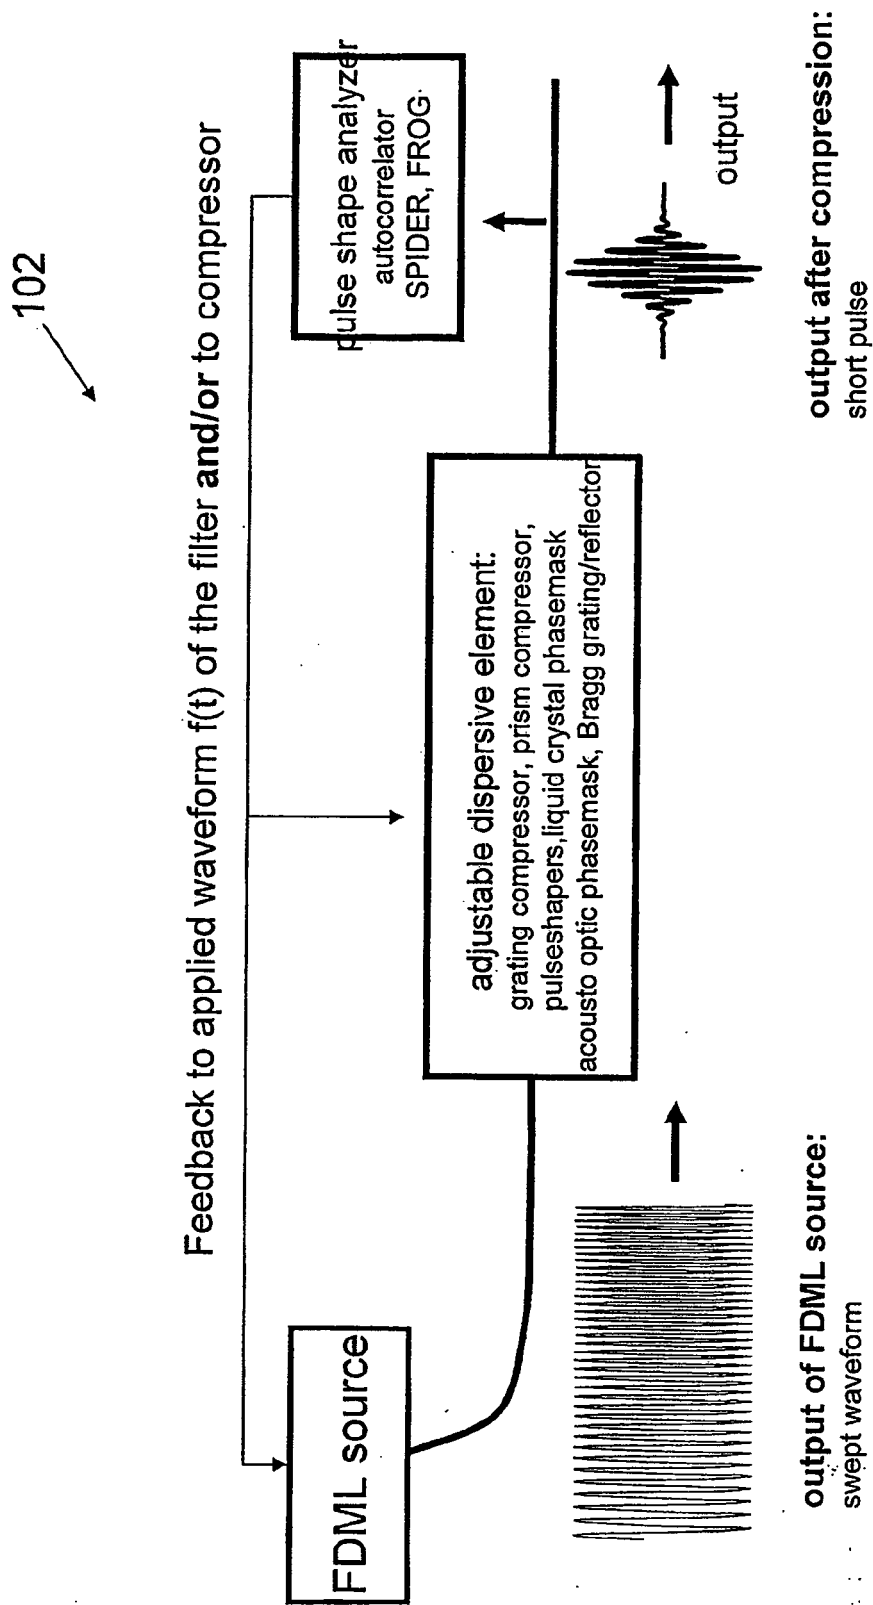 102
Feedback to applied waveform f(t) of the filter and/or to compressor
FDML source
pulse shape analyzer
autocorrelator
SPIDER, FROG
adjustable dispersive element:
grating compressor, prism compressor,
pulseshapers,liquid crystal phasemask
acousto optic phasemask, Bragg grating/reflector
output
output of FDML source:
swept waveform
output after compression:
short pulse